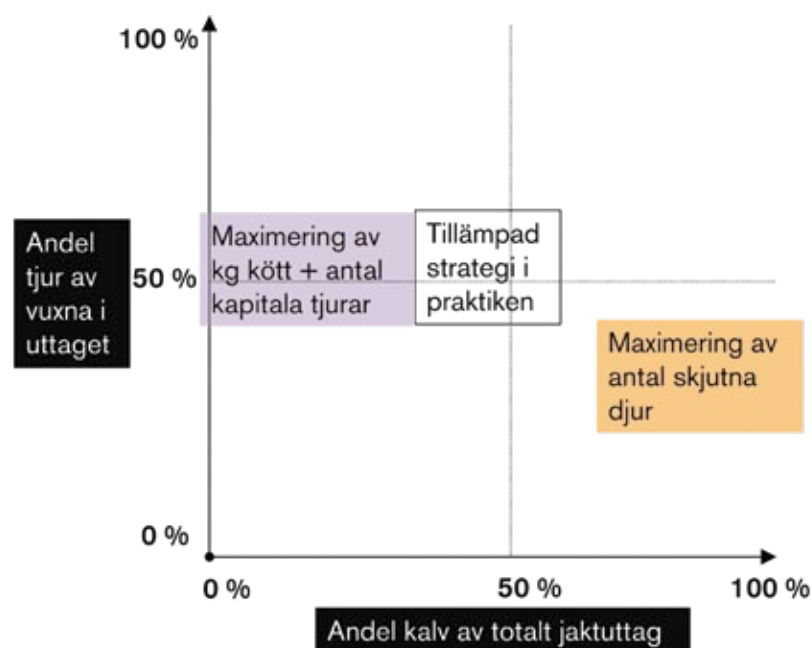 100 %
Maximering av
kg kött + antal
kapitala tjurar
Tillämpad
strategi i
praktiken
Andel
tjur av
vuxna i
uttaget
50 %
Maximering av
antal skjutna
djur
0 %
0 %
50 %
100 %
Andel kalv av totalt jaktuttag